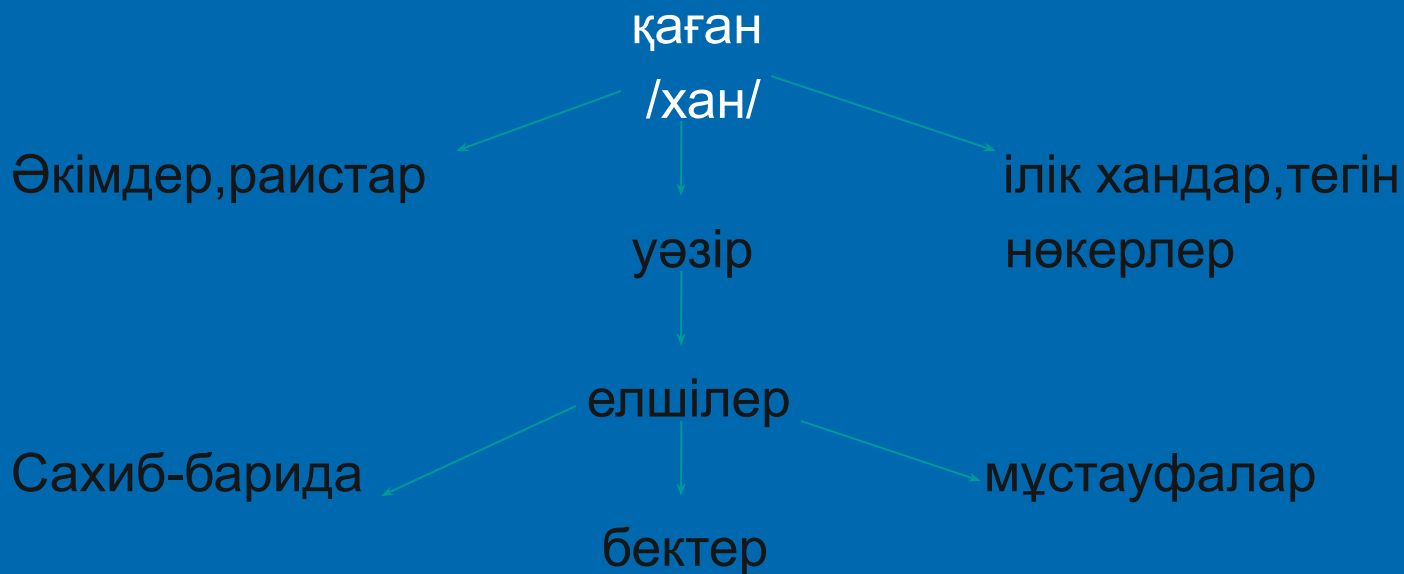 қаған
/хан/
Әкімдер,раистар
ілік хандар,тегін
уәзір
нөкерлер
елшілер
Сахиб-барида
мұстауфалар
бектер